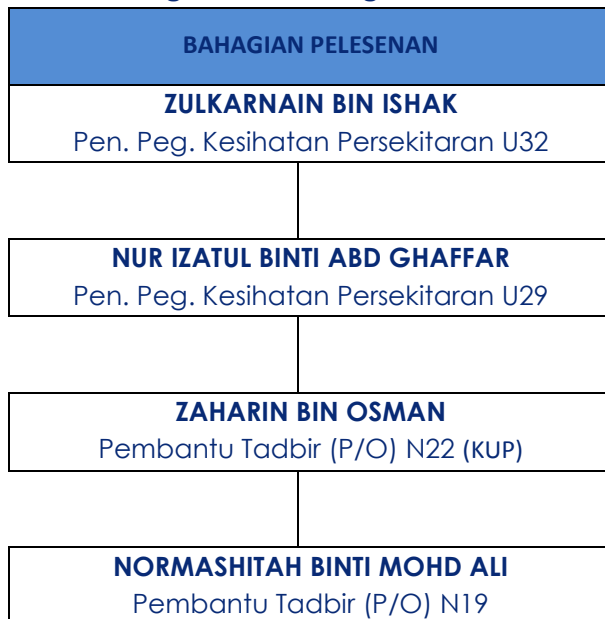 BAHAGIAN PELESENAN
ZULKARNAIN BIN ISHAK
Pen. Peg. Kesihatan Persekitaran U32
NUR IZATUL BINTI ABD GHAFFAR
Pen. Peg. Kesihatan Persekitaran U29
ZAHARIN BIN OSMAN
Pembantu Tadbir (P/O) N22 (KUP)
NORMASHITAH BINTI MOHD ALI
Pembantu Tadbir (P/O) N19